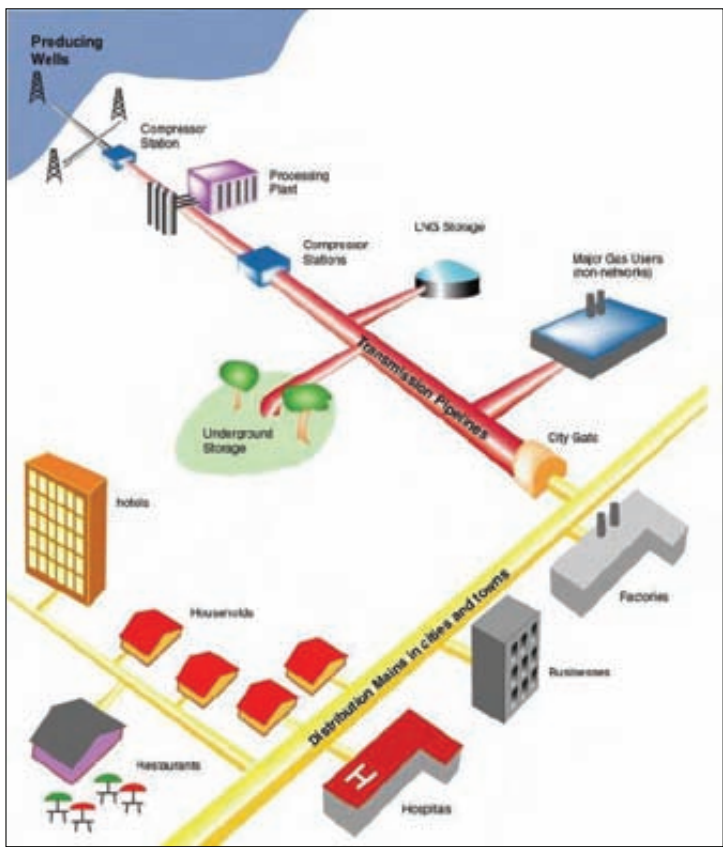 Preducing
Wells
Compressor
Station
Processing
Plant
Compressor
Stations
LNG Storage
Major Gas Users
(non-networks)
Transmission Pipelines
Underground
Storage
City Gate
hotels
Households
Factories
Distribution Mains in cities and towns
Businesses
Restaurants
Hospitals
H